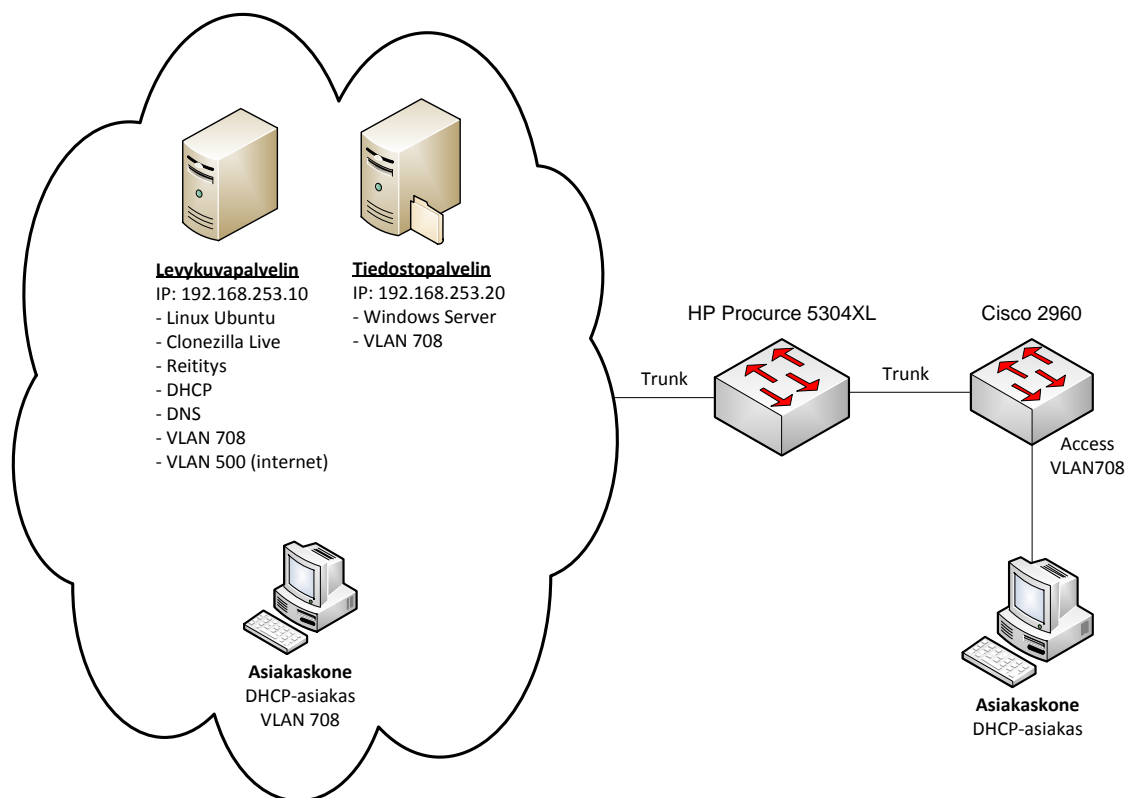 Levykuvapalvelin
IP: 192.168.253.10
- Linux Ubuntu
- Clonezilla Live
- Reititys
- DHCP
- DNS
- VLAN 708
- VLAN 500 (internet)
Tiedostopalvelin
IP: 192.168.253.20
- Windows Server
- VLAN 708
Asiakaskone
DHCP-asiakas
VLAN 708
Trunk
HP Procurce 5304XL
Trunk
Cisco 2960
Access
VLAN708
Asiakaskone
DHCP-asiakas